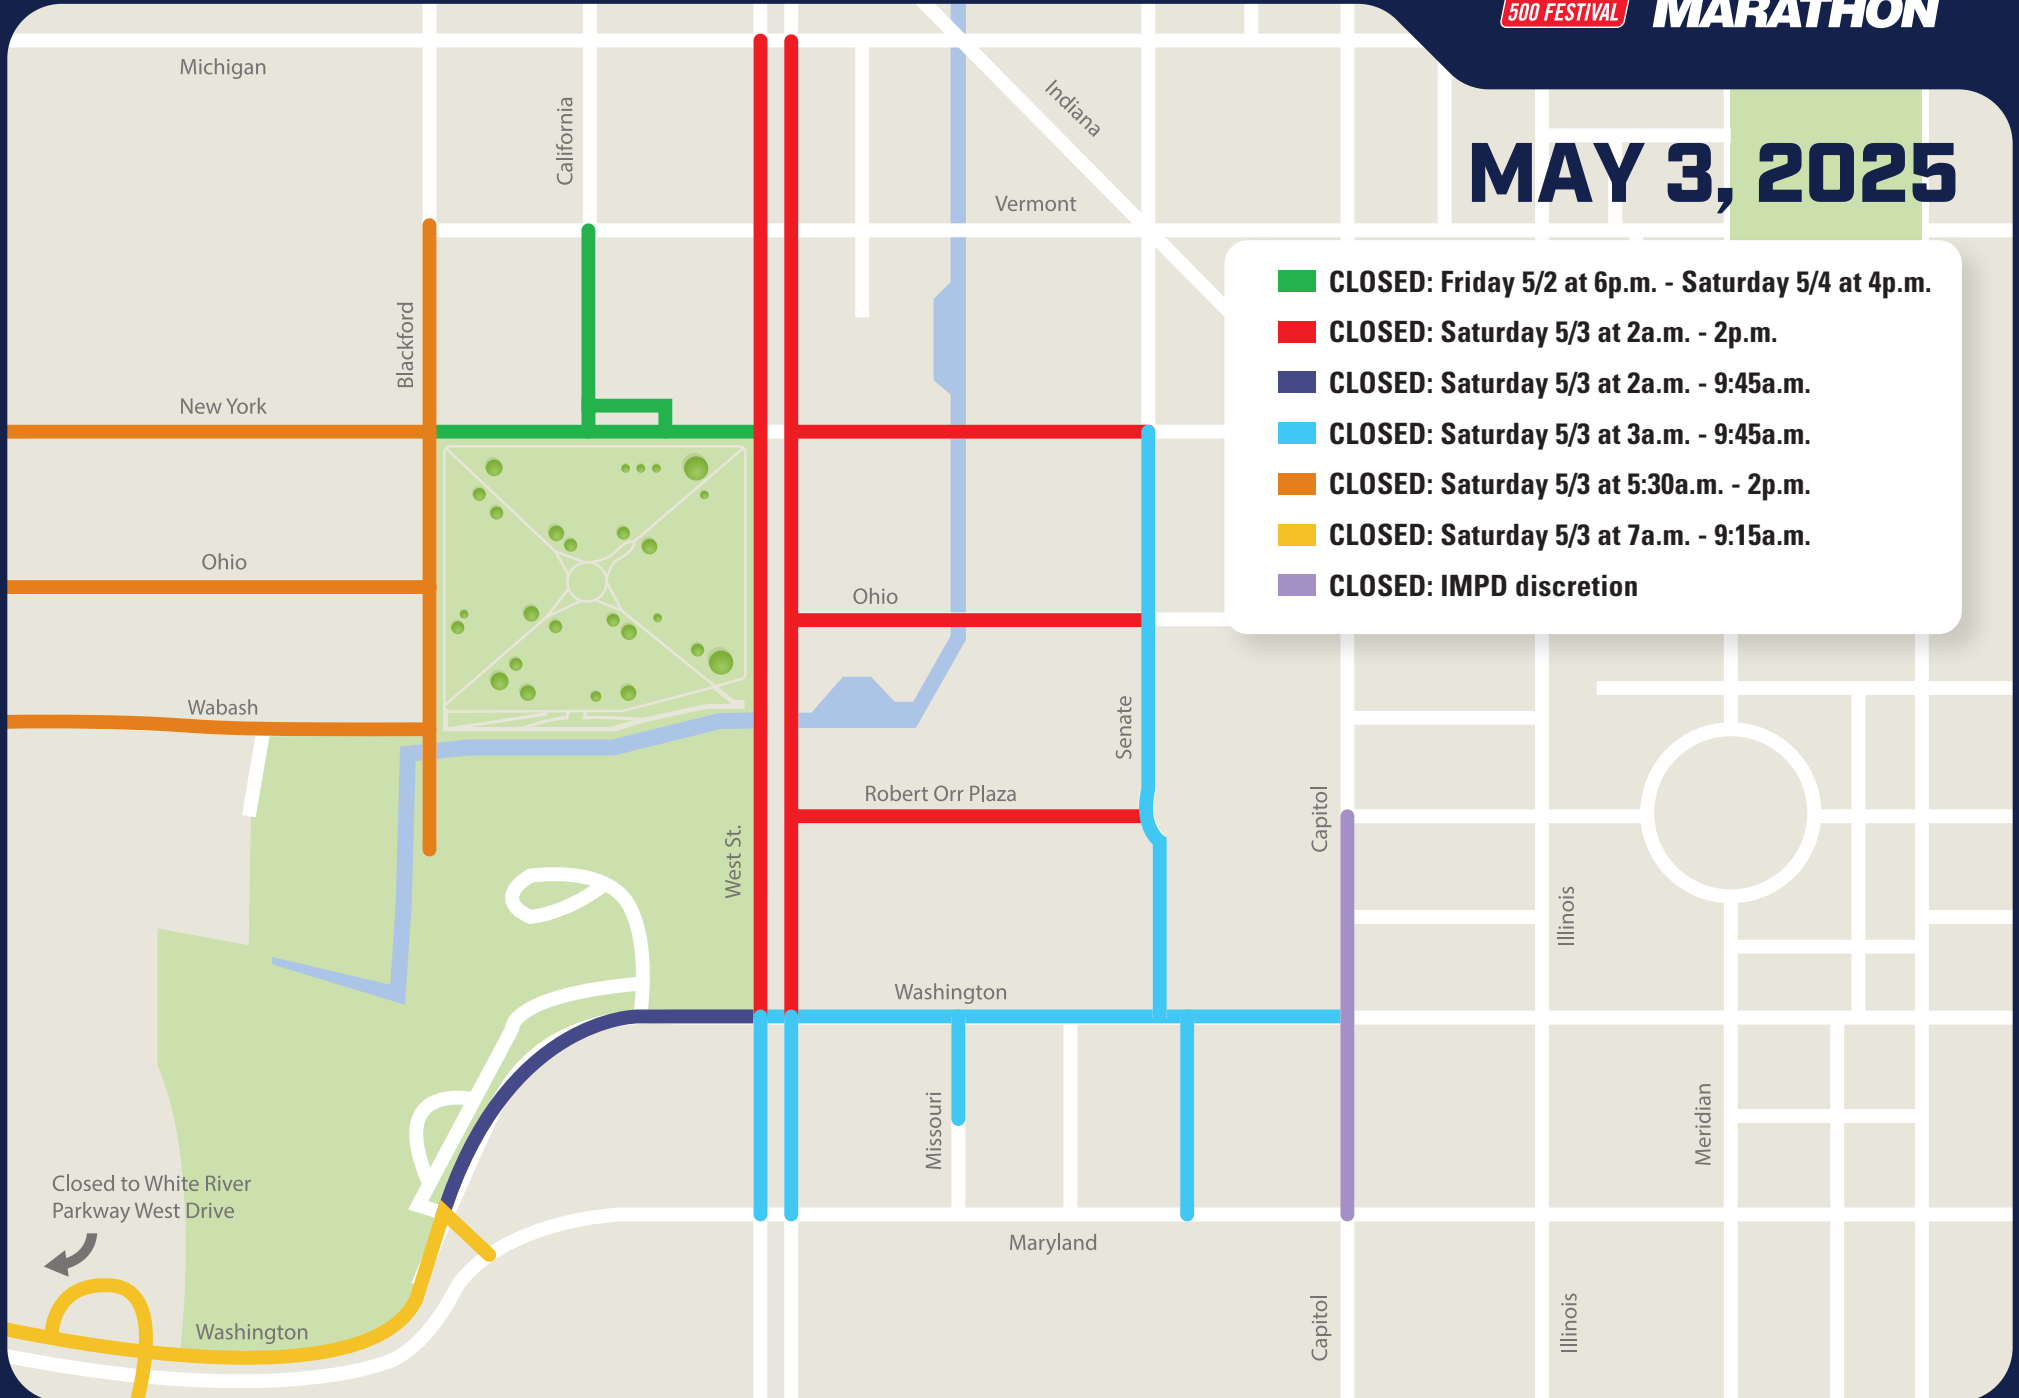 500 FESTIVAL
MARATHON
MAY 3, 2025
CLOSED: Friday 5/2 at 6p.m. - Saturday 5/4 at 4p.m.
CLOSED: Saturday 5/3 at 2a.m. - 2p.m.
CLOSED: Saturday 5/3 at 2a.m. - 9:45a.m.
CLOSED: Saturday 5/3 at 3a.m. - 9:45a.m.
CLOSED: Saturday 5/3 at 5:30a.m. - 2p.m.
CLOSED: Saturday 5/3 at 7a.m. - 9:15a.m.
CLOSED: IMPD discretion
Michigan
California
Indiana
Vermont
Blackford
New York
Ohio
Ohio
Wabash
Senate
Robert Orr Plaza
West St.
Capitol
Illinois
Washington
Missouri
Meridian
Closed to White River
Parkway West Drive
Maryland
Washington
Capitol
Illinois